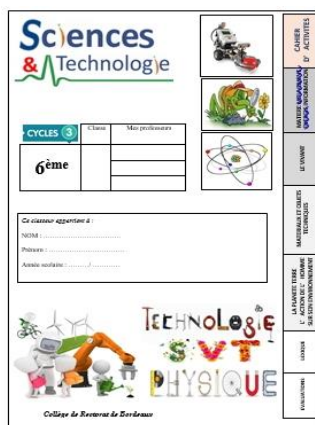 Sciences
& Technologie
CYCLES 3
Classe
Mes professeurs
6ème
Ce classeur appartient à :
NOM : ..............................
Prénom : ..............................
Année scolaire : ........../..........
TECHNOLOGIE
SVT
PHYSIQUE
Collège de Rectorat de Bordeaux
CAHIER
D' ACTIVITES
MATIERE
LE VIVANT
MATERIAUX ET OBJETS
TECHNIQUES
LA PLANETE TERRE
L' ACTION DE L' HOMME
SUR SON ENVIRONNEMENT
LEXIQUE
EVALUATIONS